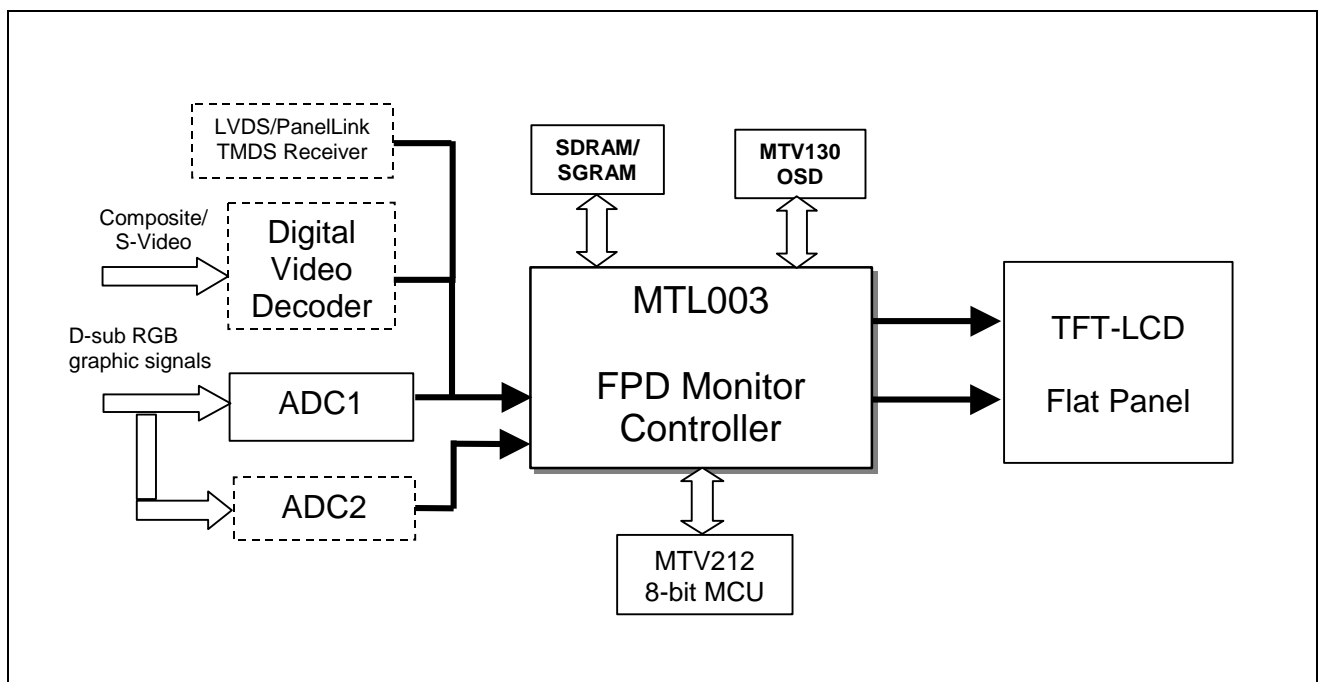 LVDS/PanelLink
TMDS Receiver
SDRAM/
SGRAM
MTV130
OSD
Composite/
S-Video
Digital
Video
Decoder
D-sub RGB
graphic signals
ADC1
ADC2
MTL003
FPD Monitor
Controller
TFT-LCD
Flat Panel
MTV212
8-bit MCU